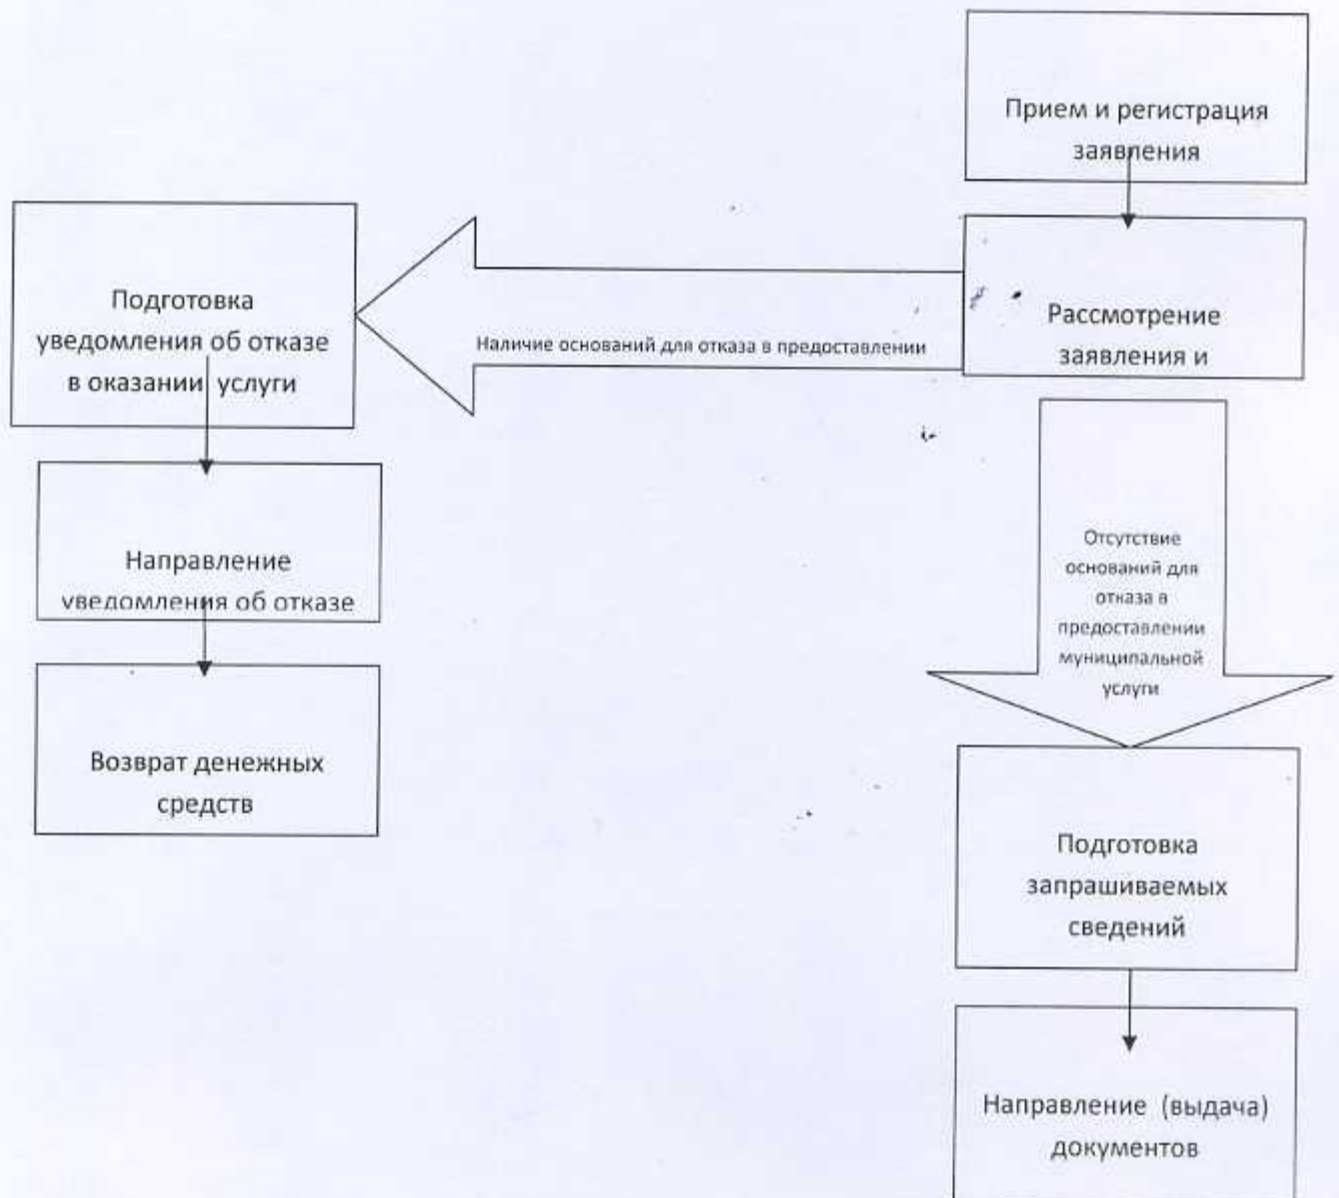 Прием и регистрация
заявления
Рассмотрение
заявления и
Наличие оснований для отказа в предоставлении
Подготовка
уведомления об отказе
в оказании услуги
Направление
уведомления об отказе
Возврат денежных
средств
Отсутствие
оснований для
отказа в
предоставлении
муниципальной
услуги
Подготовка
запрашиваемых
сведений
Направление (выдача)
документов